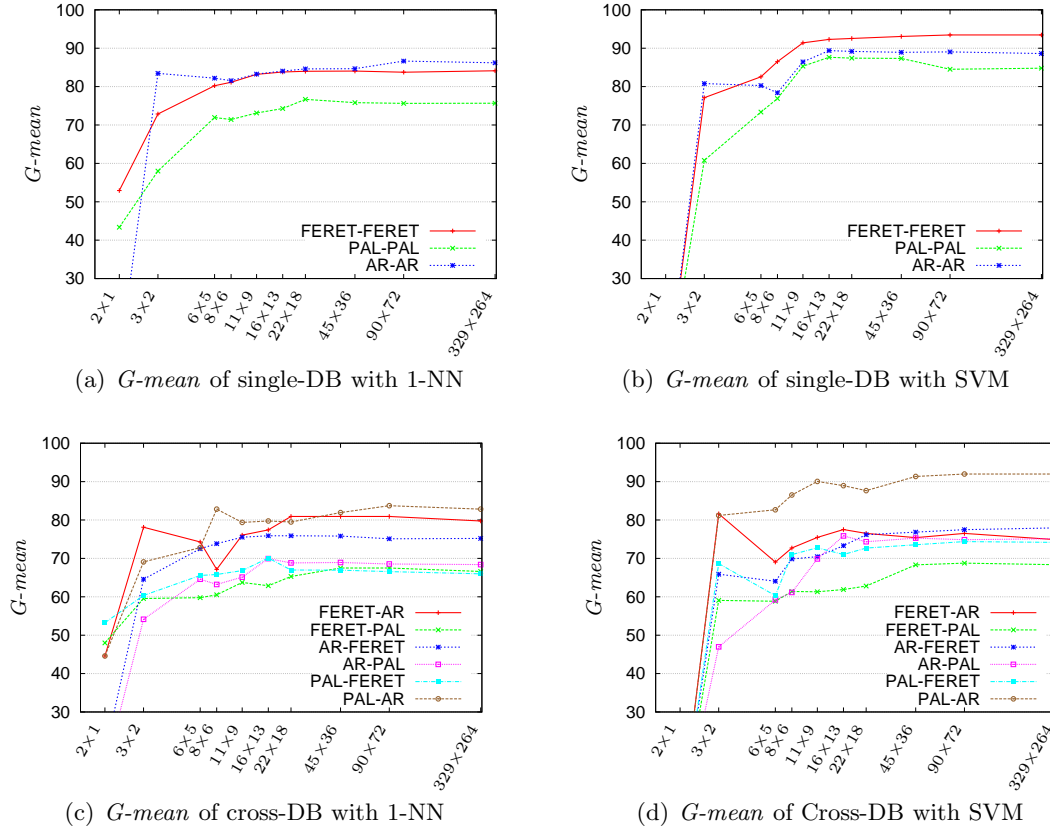 100
90
80
70
60
50
40
30
G-mean
FERET-FERET
PAL-PAL
AR-AR
2×1
3×2
6×5
8×6
11×9
16×13
22×18
45×36
90×72
329×264
(a) G-mean of single-DB with 1-NN
100
90
80
70
60
50
40
30
G-mean
FERET-FERET
PAL-PAL
AR-AR
2×1
3×2
6×5
8×6
11×9
16×13
22×18
45×36
90×72
329×264
(b) G-mean of single-DB with SVM
100
90
80
70
60
50
40
30
G-mean
FERET-AR
FERET-PAL
AR-FERET
AR-PAL
PAL-FERET
PAL-AR
2×1
3×2
6×5
8×6
11×9
16×13
22×18
45×36
90×72
329×264
(c) G-mean of cross-DB with 1-NN
100
90
80
70
60
50
40
30
G-mean
FERET-AR
FERET-PAL
AR-FERET
AR-PAL
PAL-FERET
PAL-AR
2×1
3×2
6×5
8×6
11×9
16×13
22×18
45×36
90×72
329×264
(d) G-mean of Cross-DB with SVM